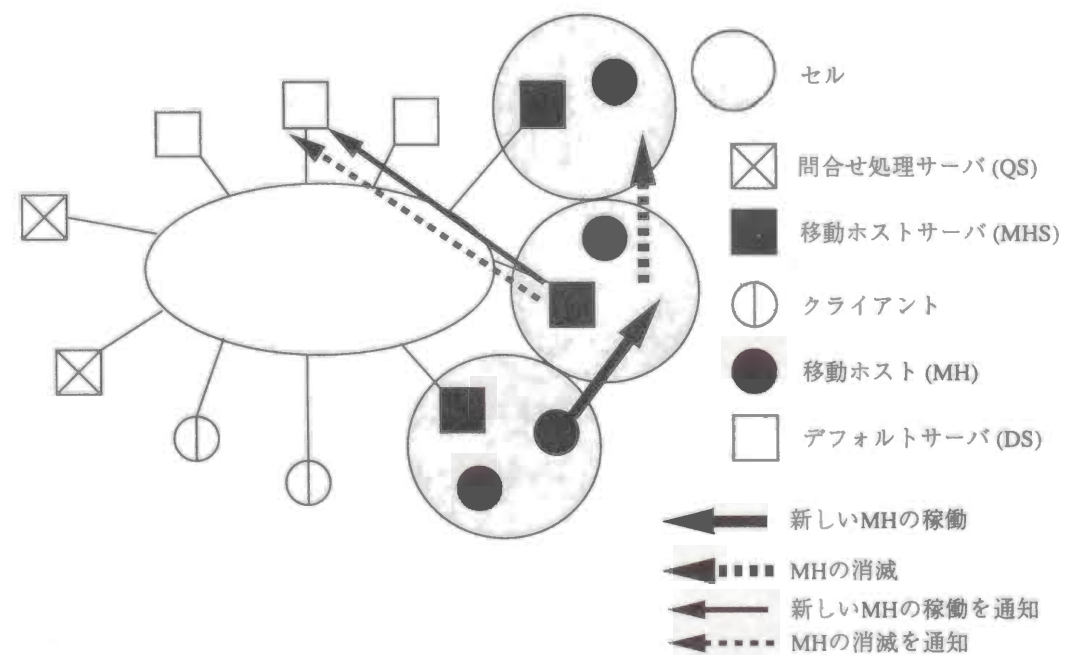 セル
問合せ処理サーバ(QS)
移動ホストサーバ(MHS)
クライアント
移動ホスト(MH)
デフォルトサーバ(DS)
新しいMHの稼働
MHの消滅
新しいMHの稼働を通知
MHの消滅を通知